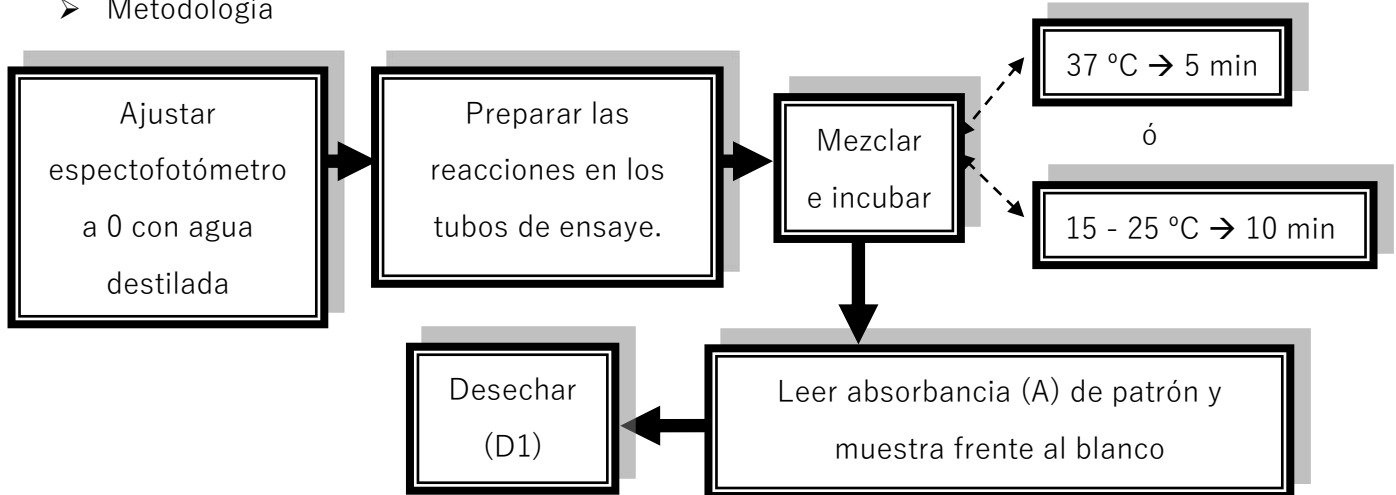 ➤ Metodología
Ajustar
espectofotómetro
a 0 con agua
destilada
Preparar las
reacciones en los
tubos de ensaye.
Mezclar
e incubar
37 ºC → 5 min
ó
15 - 25 ºC → 10 min
Leer absorbancia (A) de patrón y
muestra frente al blanco
Desechar
(D1)